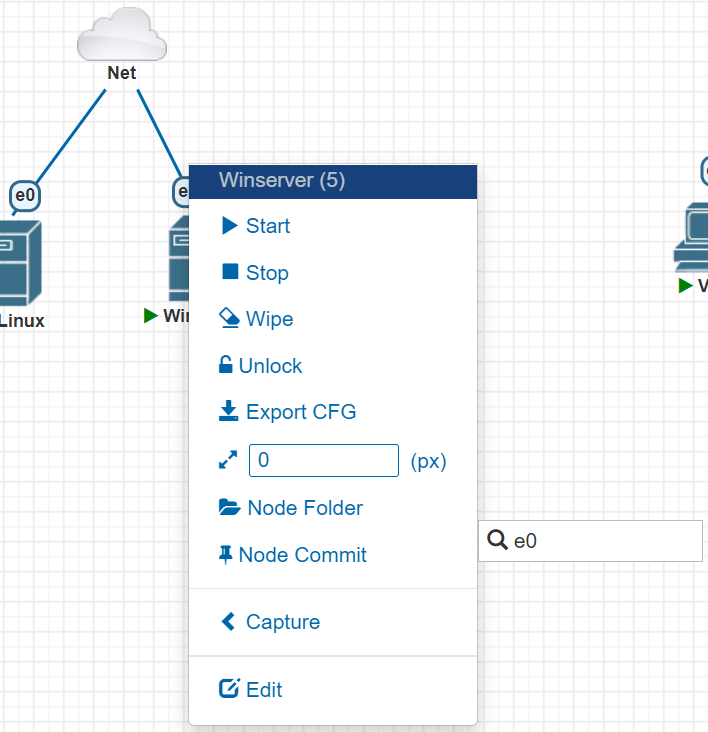 Net
e0
e
Linux
Win
V
Winserver (5)
Start
Stop
Wipe
Unlock
Export CFG
0 (px)
Node Folder
Node Commit
e0
Capture
Edit